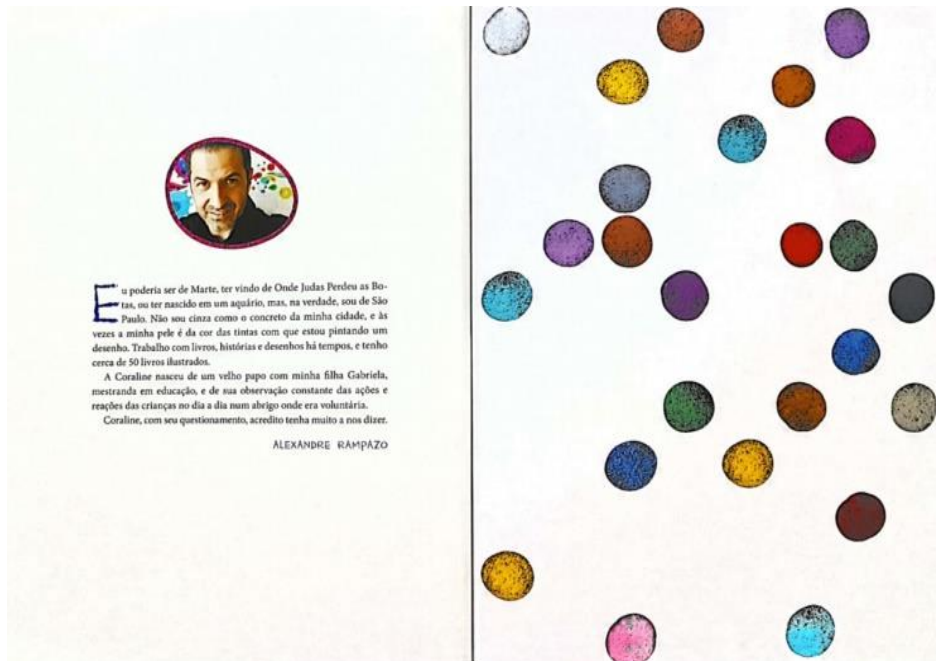 Eu poderia ser de Marte, ter vindo de Onde Judas Perdeu as Bo-
tas, ou ter nascido em um aquário, mas, na verdade, sou de São
Paulo. Não sou cinza como o concreto da minha cidade, e às
vezes a minha pele é da cor das tintas com que estou pintando um
desenho. Trabalho com livros, histórias e desenhos há tempos, e tenho
cerca de 50 livros ilustrados.
A Coraline nasceu de um velho papo com minha filha Gabriela,
mestranda em educação, e de sua observação constante das ações e
reações das crianças no dia a dia num abrigo onde era voluntária.
Coraline, com seu questionamento, acredito tenha muito a nos dizer.
ALEXANDRE RAMPAZO